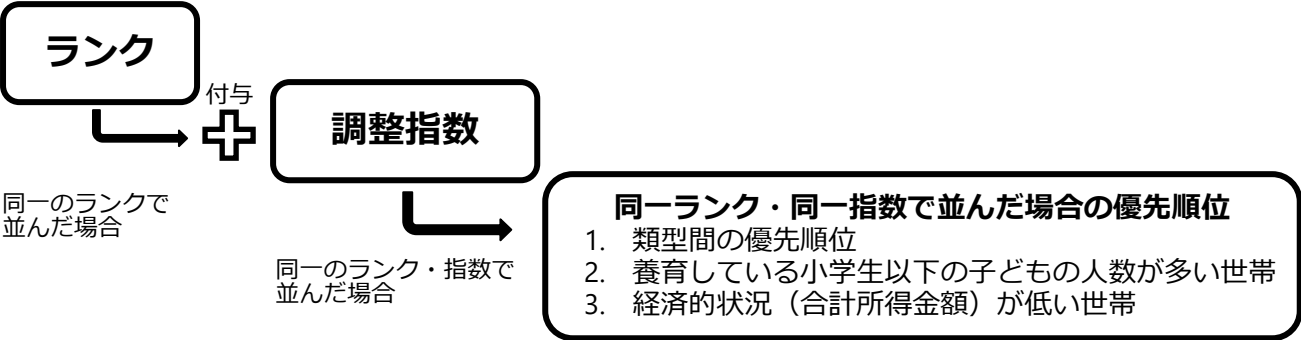 ランク
付与
調整指数
同一のランクで
並んだ場合
同一のランク・指数で
並んだ場合
同一ランク・同一指数で並んだ場合の優先順位
1. 類型間の優先順位
2. 養育している小学生以下の子どもの人数が多い世帯
3. 経済的状況（合計所得金額）が低い世帯